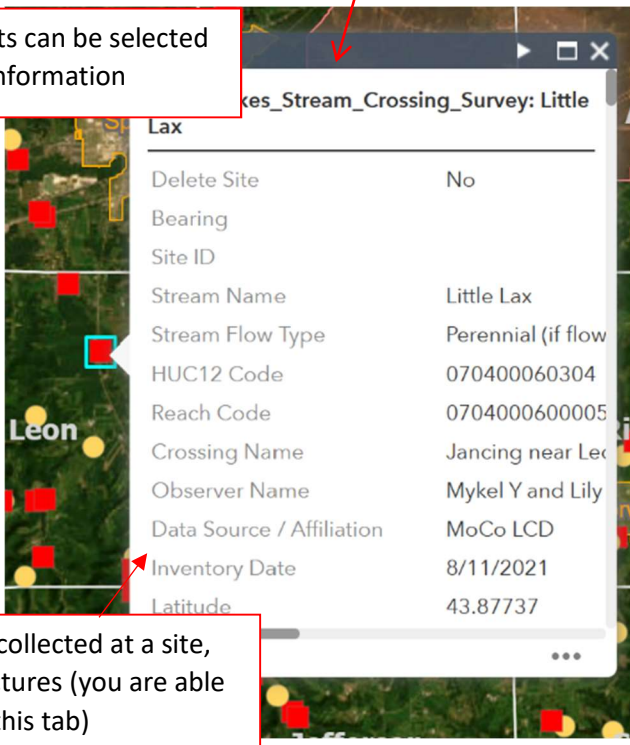 ts can be selected
nformation
kes_Stream_Crossing_Survey: Little
Lax
Delete Site No
Bearing
Site ID
Stream Name Little Lax
Stream Flow Type Perennial (if flow
HUC12 Code 070400060304
Reach Code 0704000600005
Crossing Name Jancing near Leo
Observer Name Mykel Y and Lily
Data Source / Affiliation MoCo LCD
Inventory Date 8/11/2021
Latitude 43.87737
Leon
collected at a site,
tures (you are able
this tab)
Jefferson